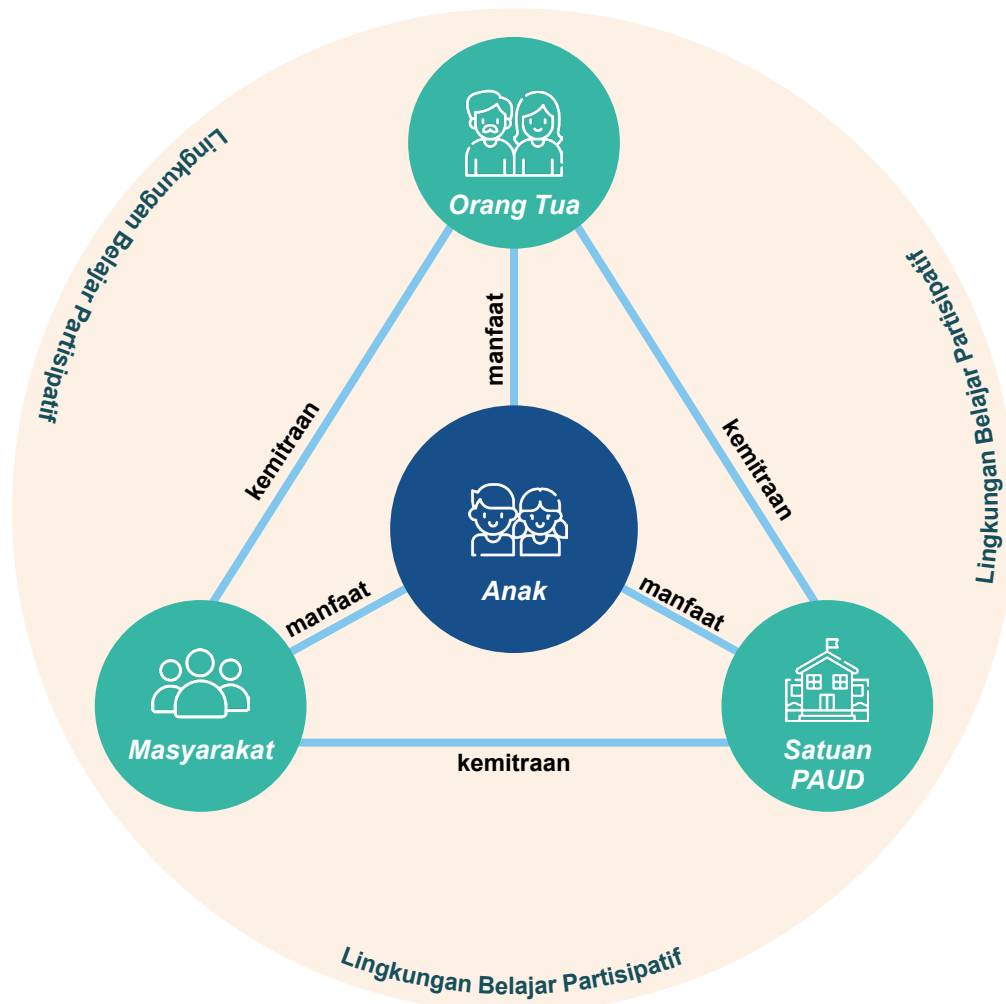 Orang Tua
Lingkungan Belajar Partisipatif
Lingkungan Belajar Partisipatif
manfaat
kemitraan
kemitraan
Anak
manfaat
manfaat
Masyarakat
Satuan
PAUD
kemitraan
Lingkungan Belajar Partisipatif